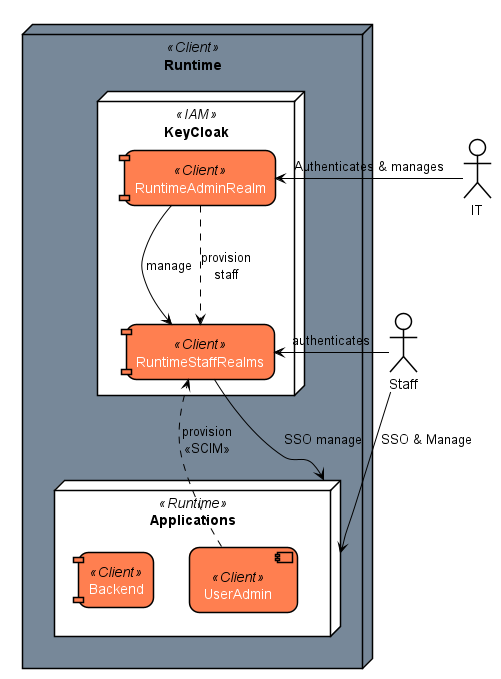 «Client»
Runtime
«IAM»
KeyCloak
«Client»
RuntimeAdminRealm
Authenticates & manages
IT
manage
provision
staff
«Client»
RuntimeStaffRealms
authenticates
Staff
provision
«SCIM»
SSO manage
SSO & Manage
«Runtime»
Applications
«Client»
Backend
«Client»
UserAdmin